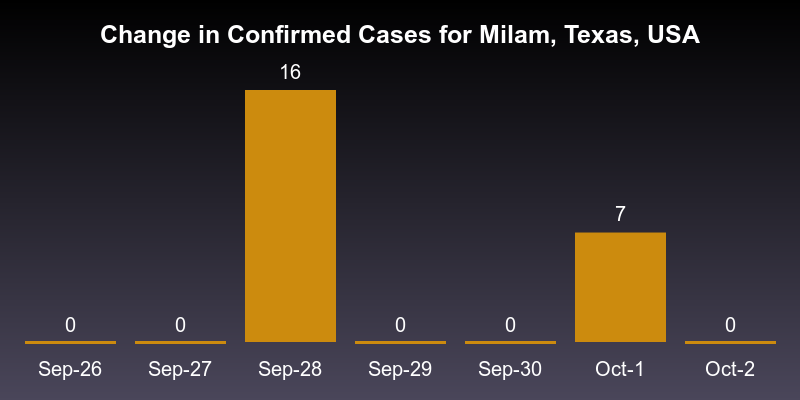 Change in Confirmed Cases for Milam, Texas, USA
16
7
0 0 0 0 0
Sep-26 Sep-27 Sep-28 Sep-29 Sep-30 Oct-1 Oct-2